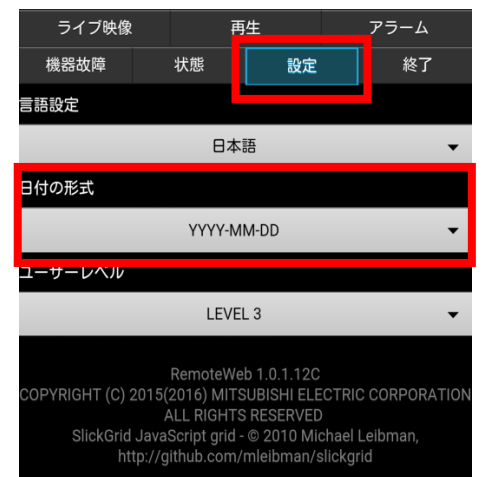 ライブ映像 再生 アラーム
機器故障 状態 設定 終了
言語設定
日本語
日付の形式
YYYY-MM-DD
ユーザーレベル
LEVEL 3
RemoteWeb 1.0.1.12C
COPYRIGHT (C) 2015(2016) MITSUBISHI ELECTRIC CORPORATION
ALL RIGHTS RESERVED
SlickGrid JavaScript grid - © 2010 Michael Leibman,
http://github.com/mleibman/slickgrid